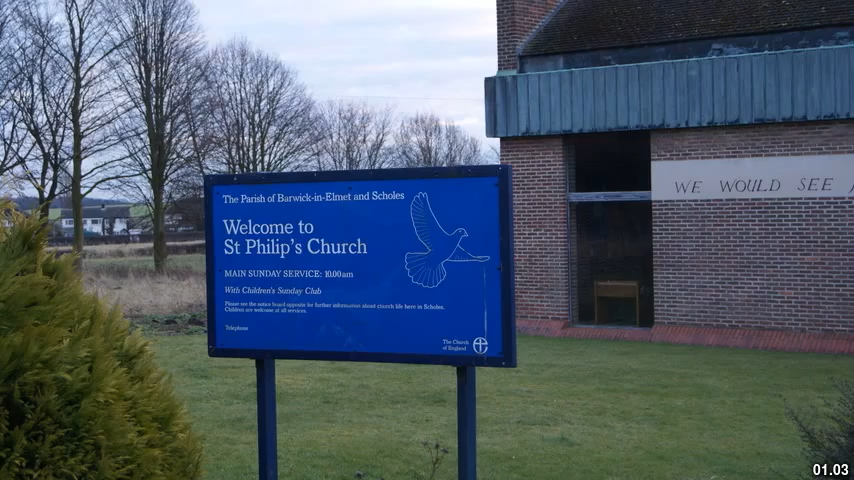 The Parish of Barwick-in-Elmet and Scholes
Welcome to
St Philip's Church
MAIN SUNDAY SERVICE: 10.00am
With Children's Sunday Club
Please see the notice board opposite for further information about church life here in Scholes.
Children are welcome at all services.
Telephone
The Church
of England
WE WOULD SEE
01.03